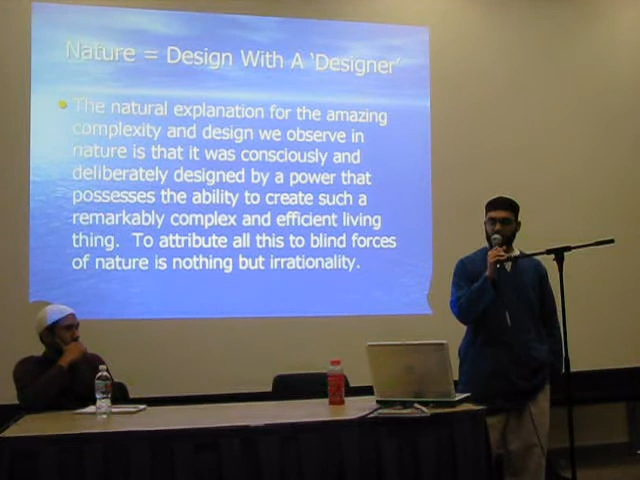 Nature = Design With A ‘Designer’
The natural explanation for the amazing
complexity and design we observe in
nature is that it was consciously and
deliberately designed by a power that
possesses the ability to create such a
remarkably complex and efficient living
thing.  To attribute all this to blind forces
of nature is nothing but irrationality.